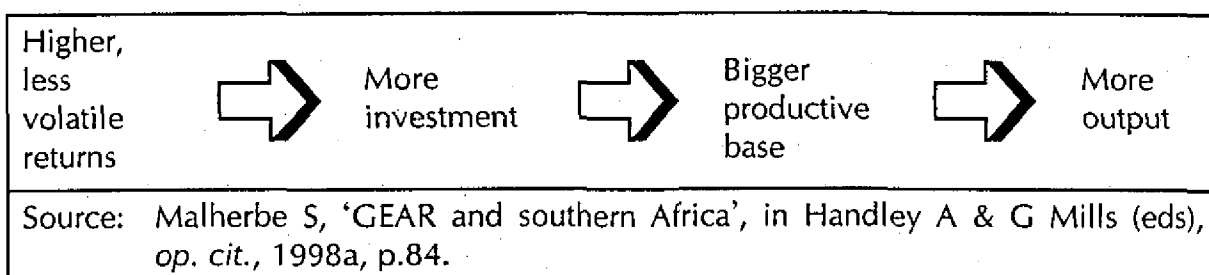 Higher,
less
volatile
returns
More
investment
Bigger
productive
base
More
output
Source: Malherbe S, ‘GEAR and southern Africa’, in Handley A & G Mills (eds),
op. cit., 1998a, p.84.